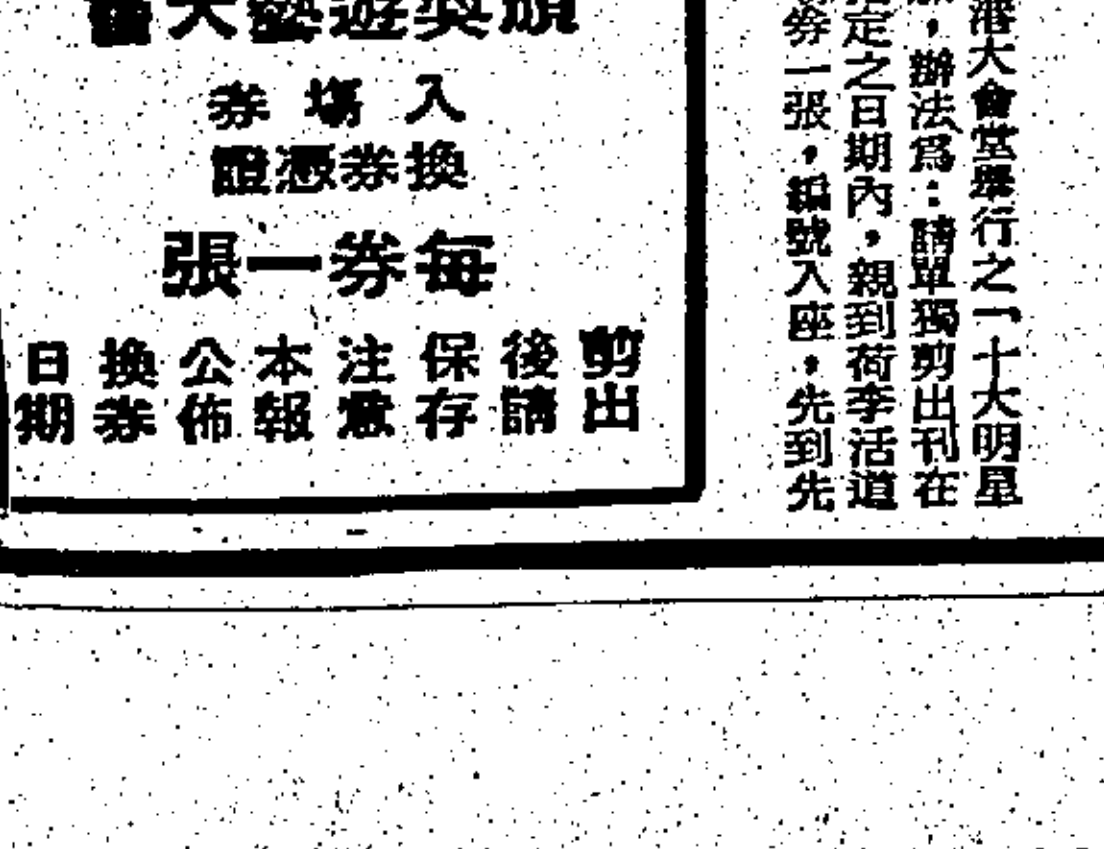 港大會堂舉行之「十大明星
,辦法爲:請單獨剪出刊在
定之日期內,親到荷李活道
券一張,編號入座,先到先
頒獎遊藝大會
入塲券
換券憑證
每券一張
剪出
後請
保存
注意
本報
公佈
換券
日期